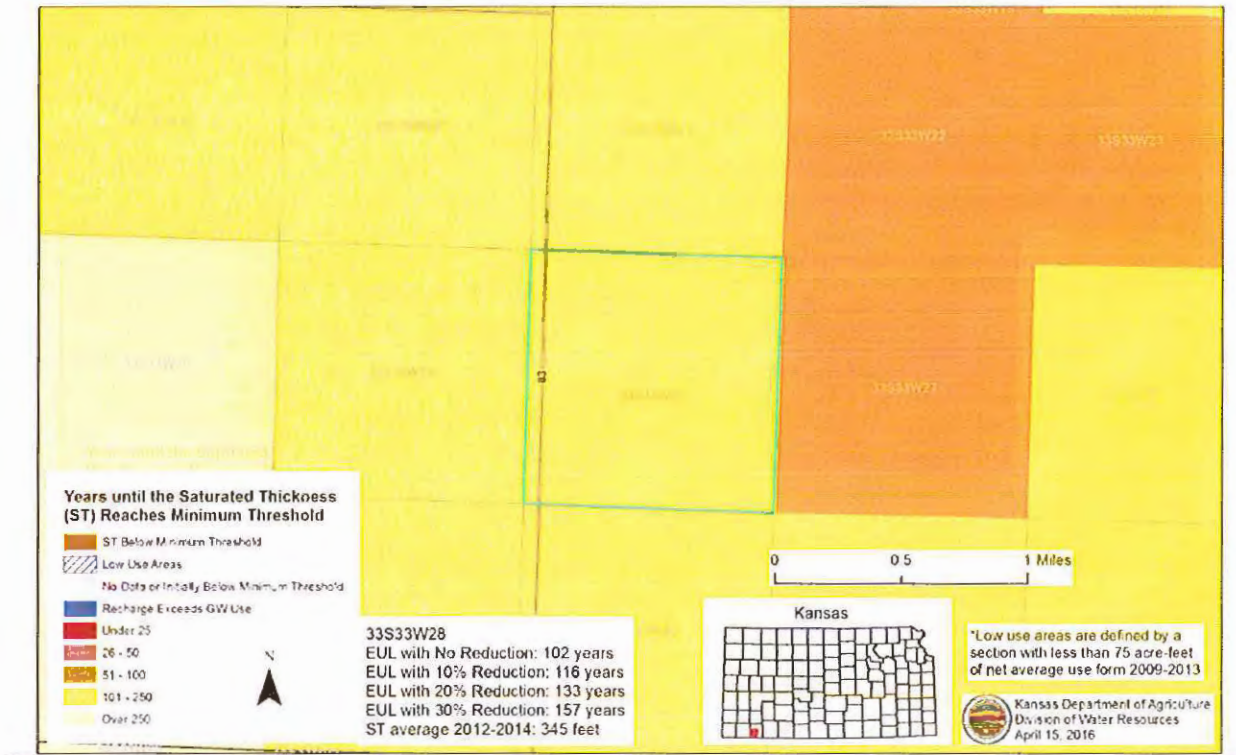 33S33W22
33S33W23
83
33S33W27
Years until the Saturated Thickness
(ST) Reaches Minimum Threshold
ST Below Minimum Threshold
Low Use Areas
No Data or Initially Below Minimum Threshold
Recharge Exceeds GW Use
Under 25
26 - 50
51 - 100
101 - 250
Over 250
N
33S33W28
EUL with No Reduction: 102 years
EUL with 10% Reduction: 116 years
EUL with 20% Reduction: 133 years
EUL with 30% Reduction: 157 years
ST average 2012-2014: 345 feet
0 0.5 1 Miles
Kansas
*Low use areas are defined by a
section with less than 75 acre-feet
of net average use form 2009-2013
Kansas Department of Agriculture
Division of Water Resources
April 15, 2016